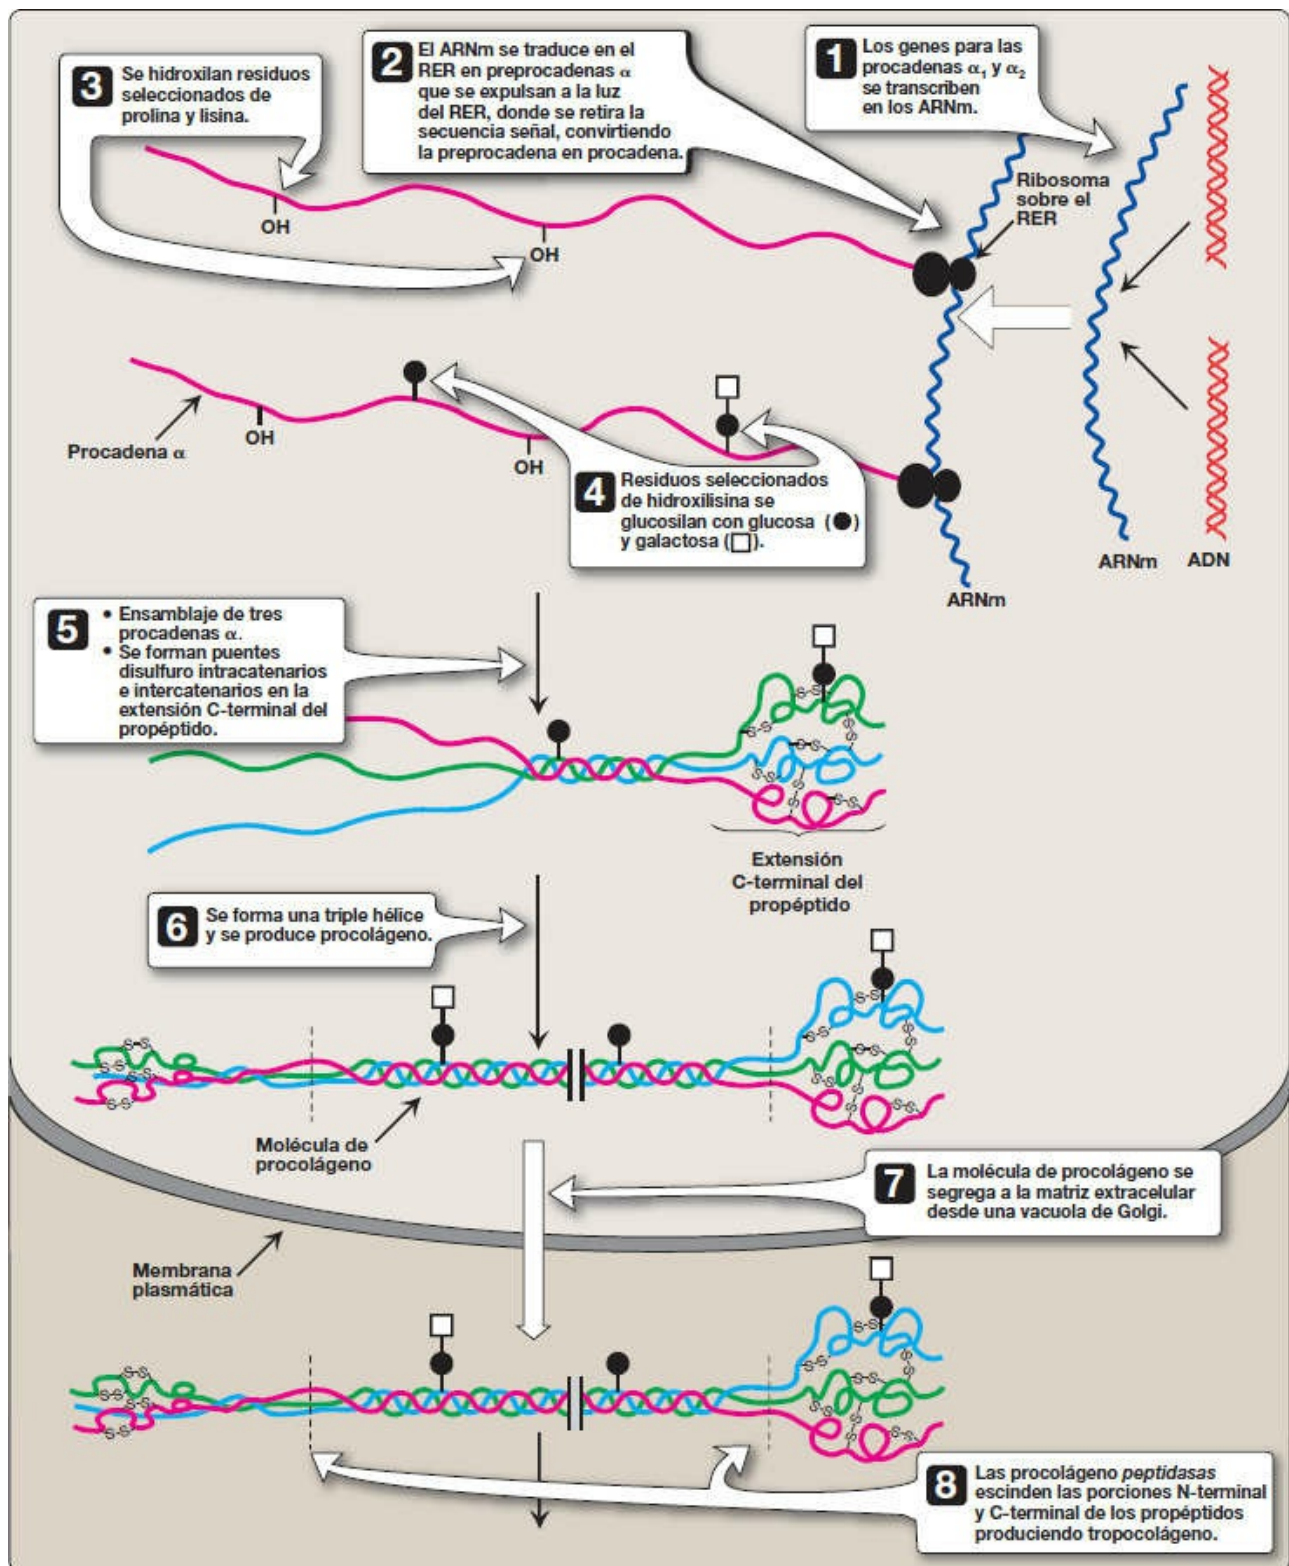 1
Los genes para las
procadenas α₁ y α₂
se transcriben
en los ARNm.
2
El ARNm se traduce en el
RER en preprocadenas α
que se expulsan a la luz
del RER, donde se retira la
secuencia señal, convirtiendo
la preprocadena en procadena.
3
Se hidroxilan residuos
seleccionados de
prolina y lisina.
Ribosoma
sobre el
RER
OH
OH
Procadena α
OH
OH
4
Residuos seleccionados
de hidroxilisina se
glucosilan con glucosa (●)
y galactosa (□).
ARNm
ADN
ARNm
5
• Ensamblaje de tres
procadenas α.
• Se forman puentes
disulfuro intracatenarios
e intercatenarios en la
extensión C-terminal del
propéptido.
S-S
S-S
S-S
S-S
S-S
S-S
S-S
Extensión
C-terminal del
propéptido
6
Se forma una triple hélice
y se produce procolágeno.
S-S
S-S
S-S
S-S
S-S
S-S
S-S
S-S
S-S
S-S
S-S
Molécula de
procolágeno
7
La molécula de procolágeno se
segrega a la matriz extracelular
desde una vacuola de Golgi.
Membrana
plasmática
S-S
S-S
S-S
S-S
S-S
S-S
S-S
S-S
S-S
S-S
S-S
8
Las procolágeno peptidasas
escinden las porciones N-terminal
y C-terminal de los propéptidos
produciendo tropocolágeno.